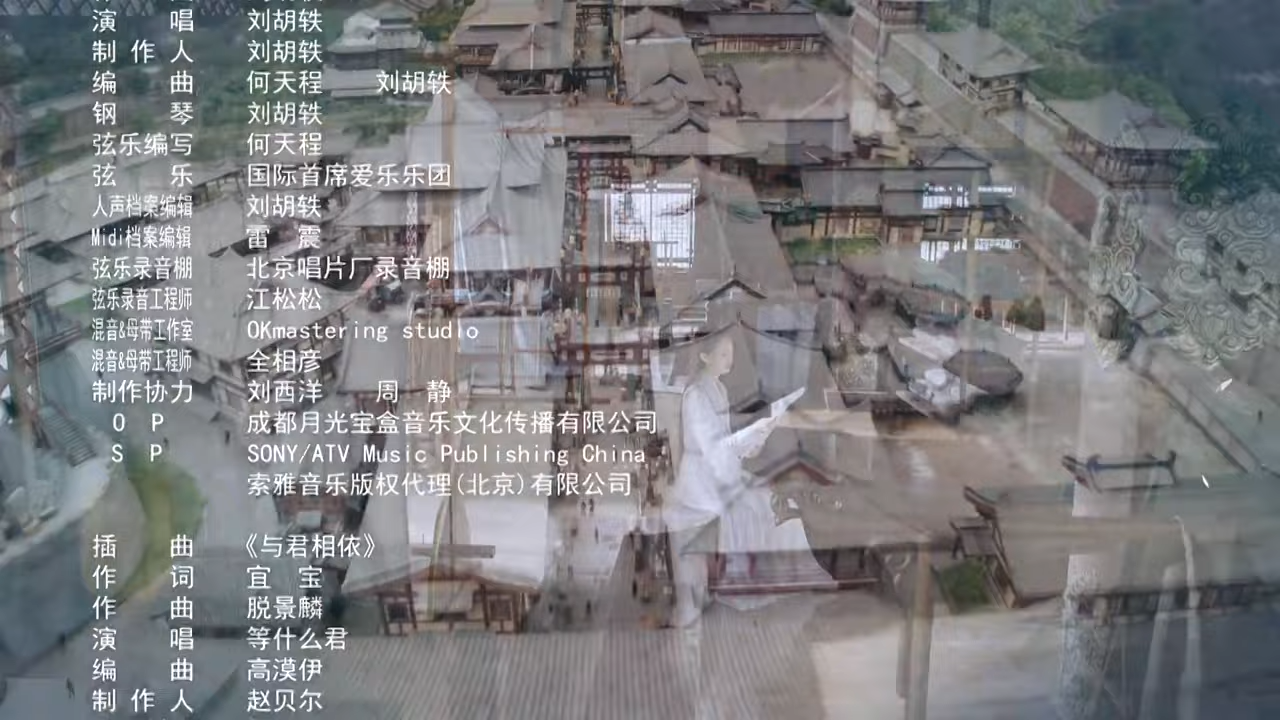 演 唱 刘胡轶
制 作 人 刘胡轶
编 曲 何天程 刘胡轶
钢 琴 刘胡轶
弦乐编写 何天程
弦 乐 国际首席爱乐乐团
人声档案编辑 刘胡轶
Midi档案编辑 雷 震
弦乐录音棚 北京唱片厂录音棚
弦乐录音工程师 江松松
混音&母带工作室 OKmastering studio
混音&母带工程师 全相彦
制作协力 刘西洋 周 静
O P 成都月光宝盒音乐文化传播有限公司
S P SONY/ATV Music Publishing China
索雅音乐版权代理(北京)有限公司
插 曲 《与君相依》
作 词 宜 宝
作 曲 脱景麟
演 唱 等什么君
编 曲 高漠伊
制 作 人 赵贝尔